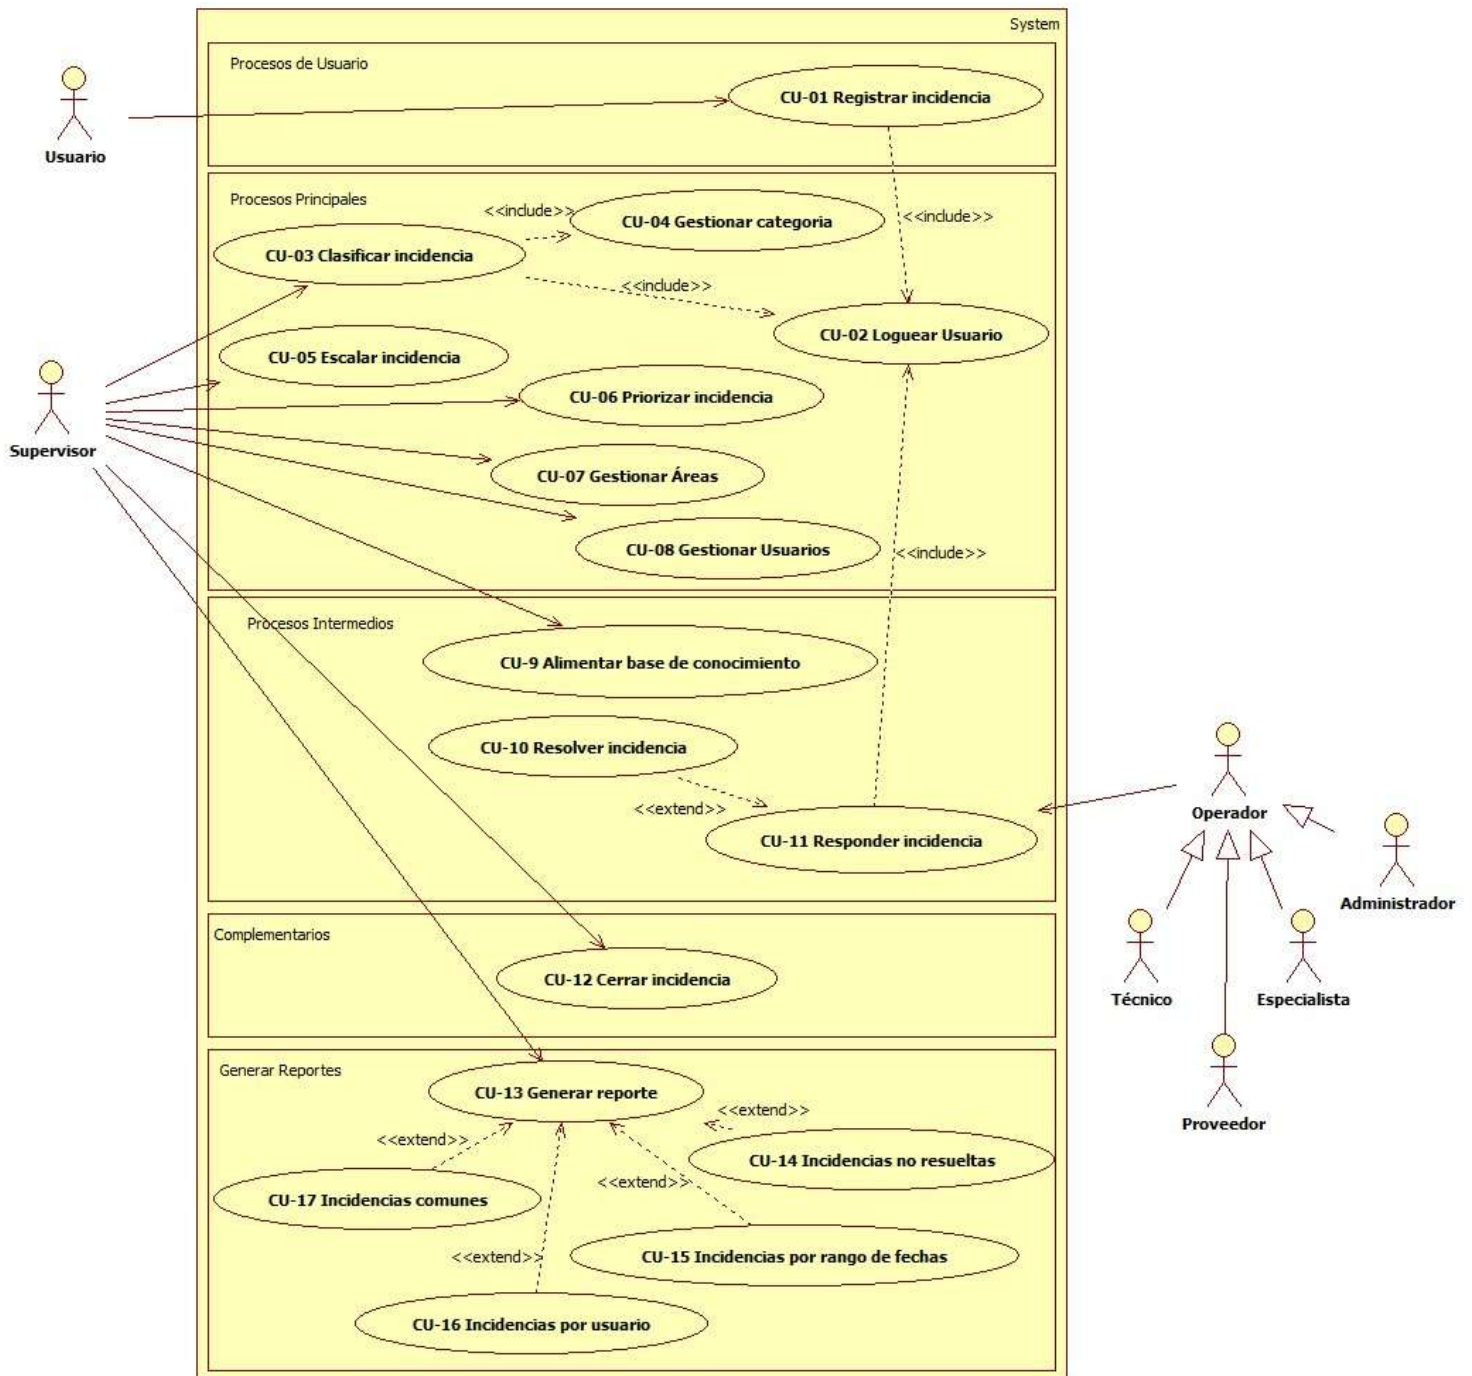 System
Procesos de Usuario
CU-01 Registrar incidencia
Usuario
Procesos Principales
<<include>>
CU-04 Gestionar categoria
<<include>>
CU-03 Clasificar incidencia
<<include>>
CU-02 Loguear Usuario
CU-05 Escalar incidencia
CU-06 Priorizar incidencia
Supervisor
CU-07 Gestionar Áreas
CU-08 Gestionar Usuarios
<<include>>
Procesos Intermedios
CU-9 Alimentar base de conocimiento
CU-10 Resolver incidencia
<<extend>>
CU-11 Responder incidencia
Operador
Administrador
Técnico
Especialista
Proveedor
Complementarios
CU-12 Cerrar incidencia
Generar Reportes
CU-13 Generar reporte
<<extend>>
<<extend>>
CU-14 Incidencias no resueltas
<<extend>>
CU-17 Incidencias comunes
<<extend>>
CU-15 Incidencias por rango de fechas
CU-16 Incidencias por usuario